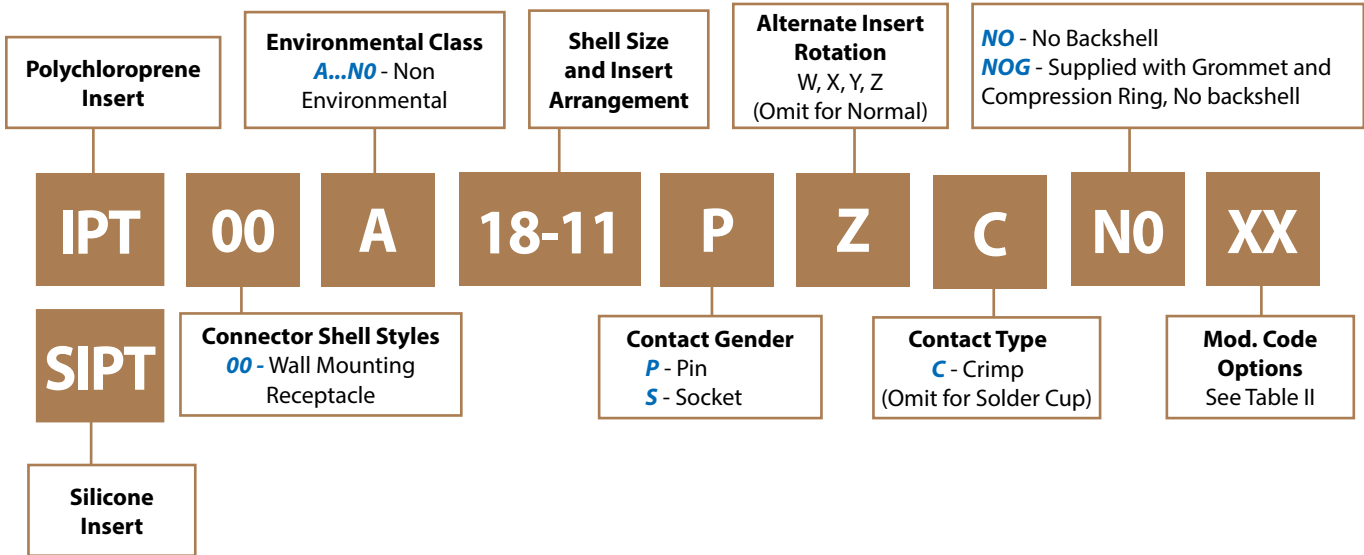 Polychloroprene
Insert
Environmental Class
A...N0 - Non
Environmental
Shell Size
and Insert
Arrangement
Alternate Insert
Rotation
W, X, Y, Z
(Omit for Normal)
NO - No Backshell
NOG - Supplied with Grommet and
Compression Ring, No backshell
IPT 00 A 18-11 P Z C N0 XX
SIPT
Connector Shell Styles
00 - Wall Mounting
Receptacle
Contact Gender
P - Pin
S - Socket
Contact Type
C - Crimp
(Omit for Solder Cup)
Mod. Code
Options
See Table II
Silicone
Insert